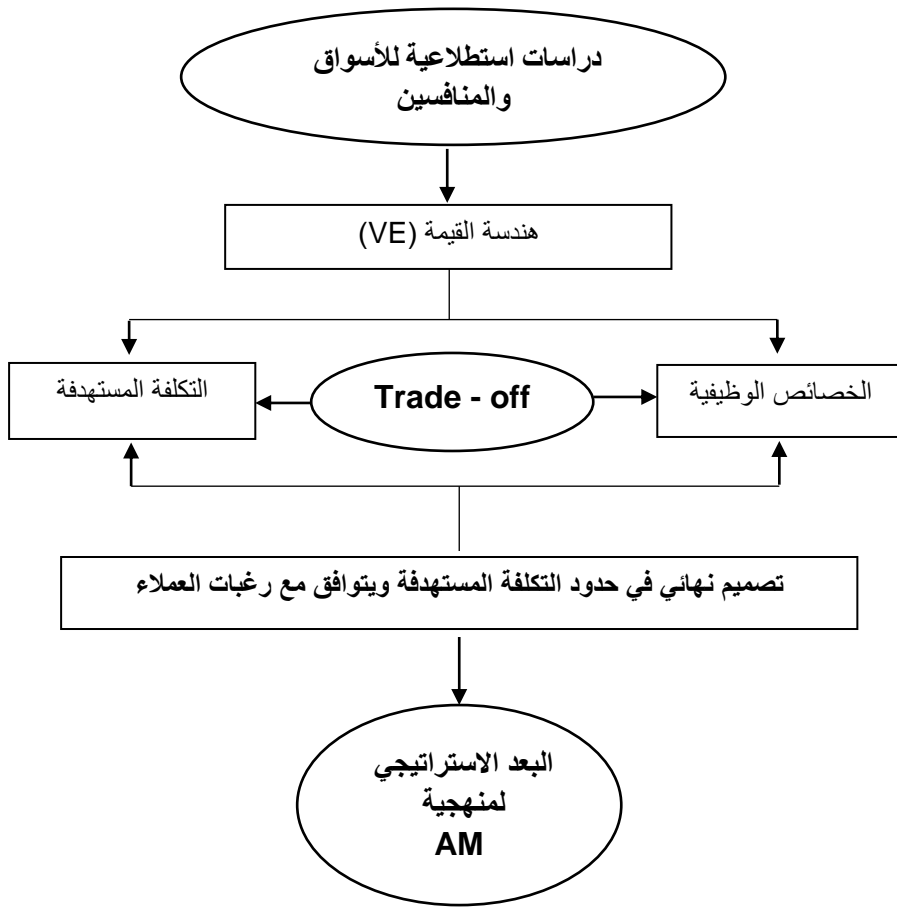 دراسات استطلاعية للأسواق
والمنافسين
هندسة القيمة (VE)
الخصائص الوظيفية
Trade - off
التكلفة المستهدفة
تصميم نهائي في حدود التكلفة المستهدفة ويتوافق مع رغبات العملاء
البعد الاستراتيجي
لمنهجية
AM